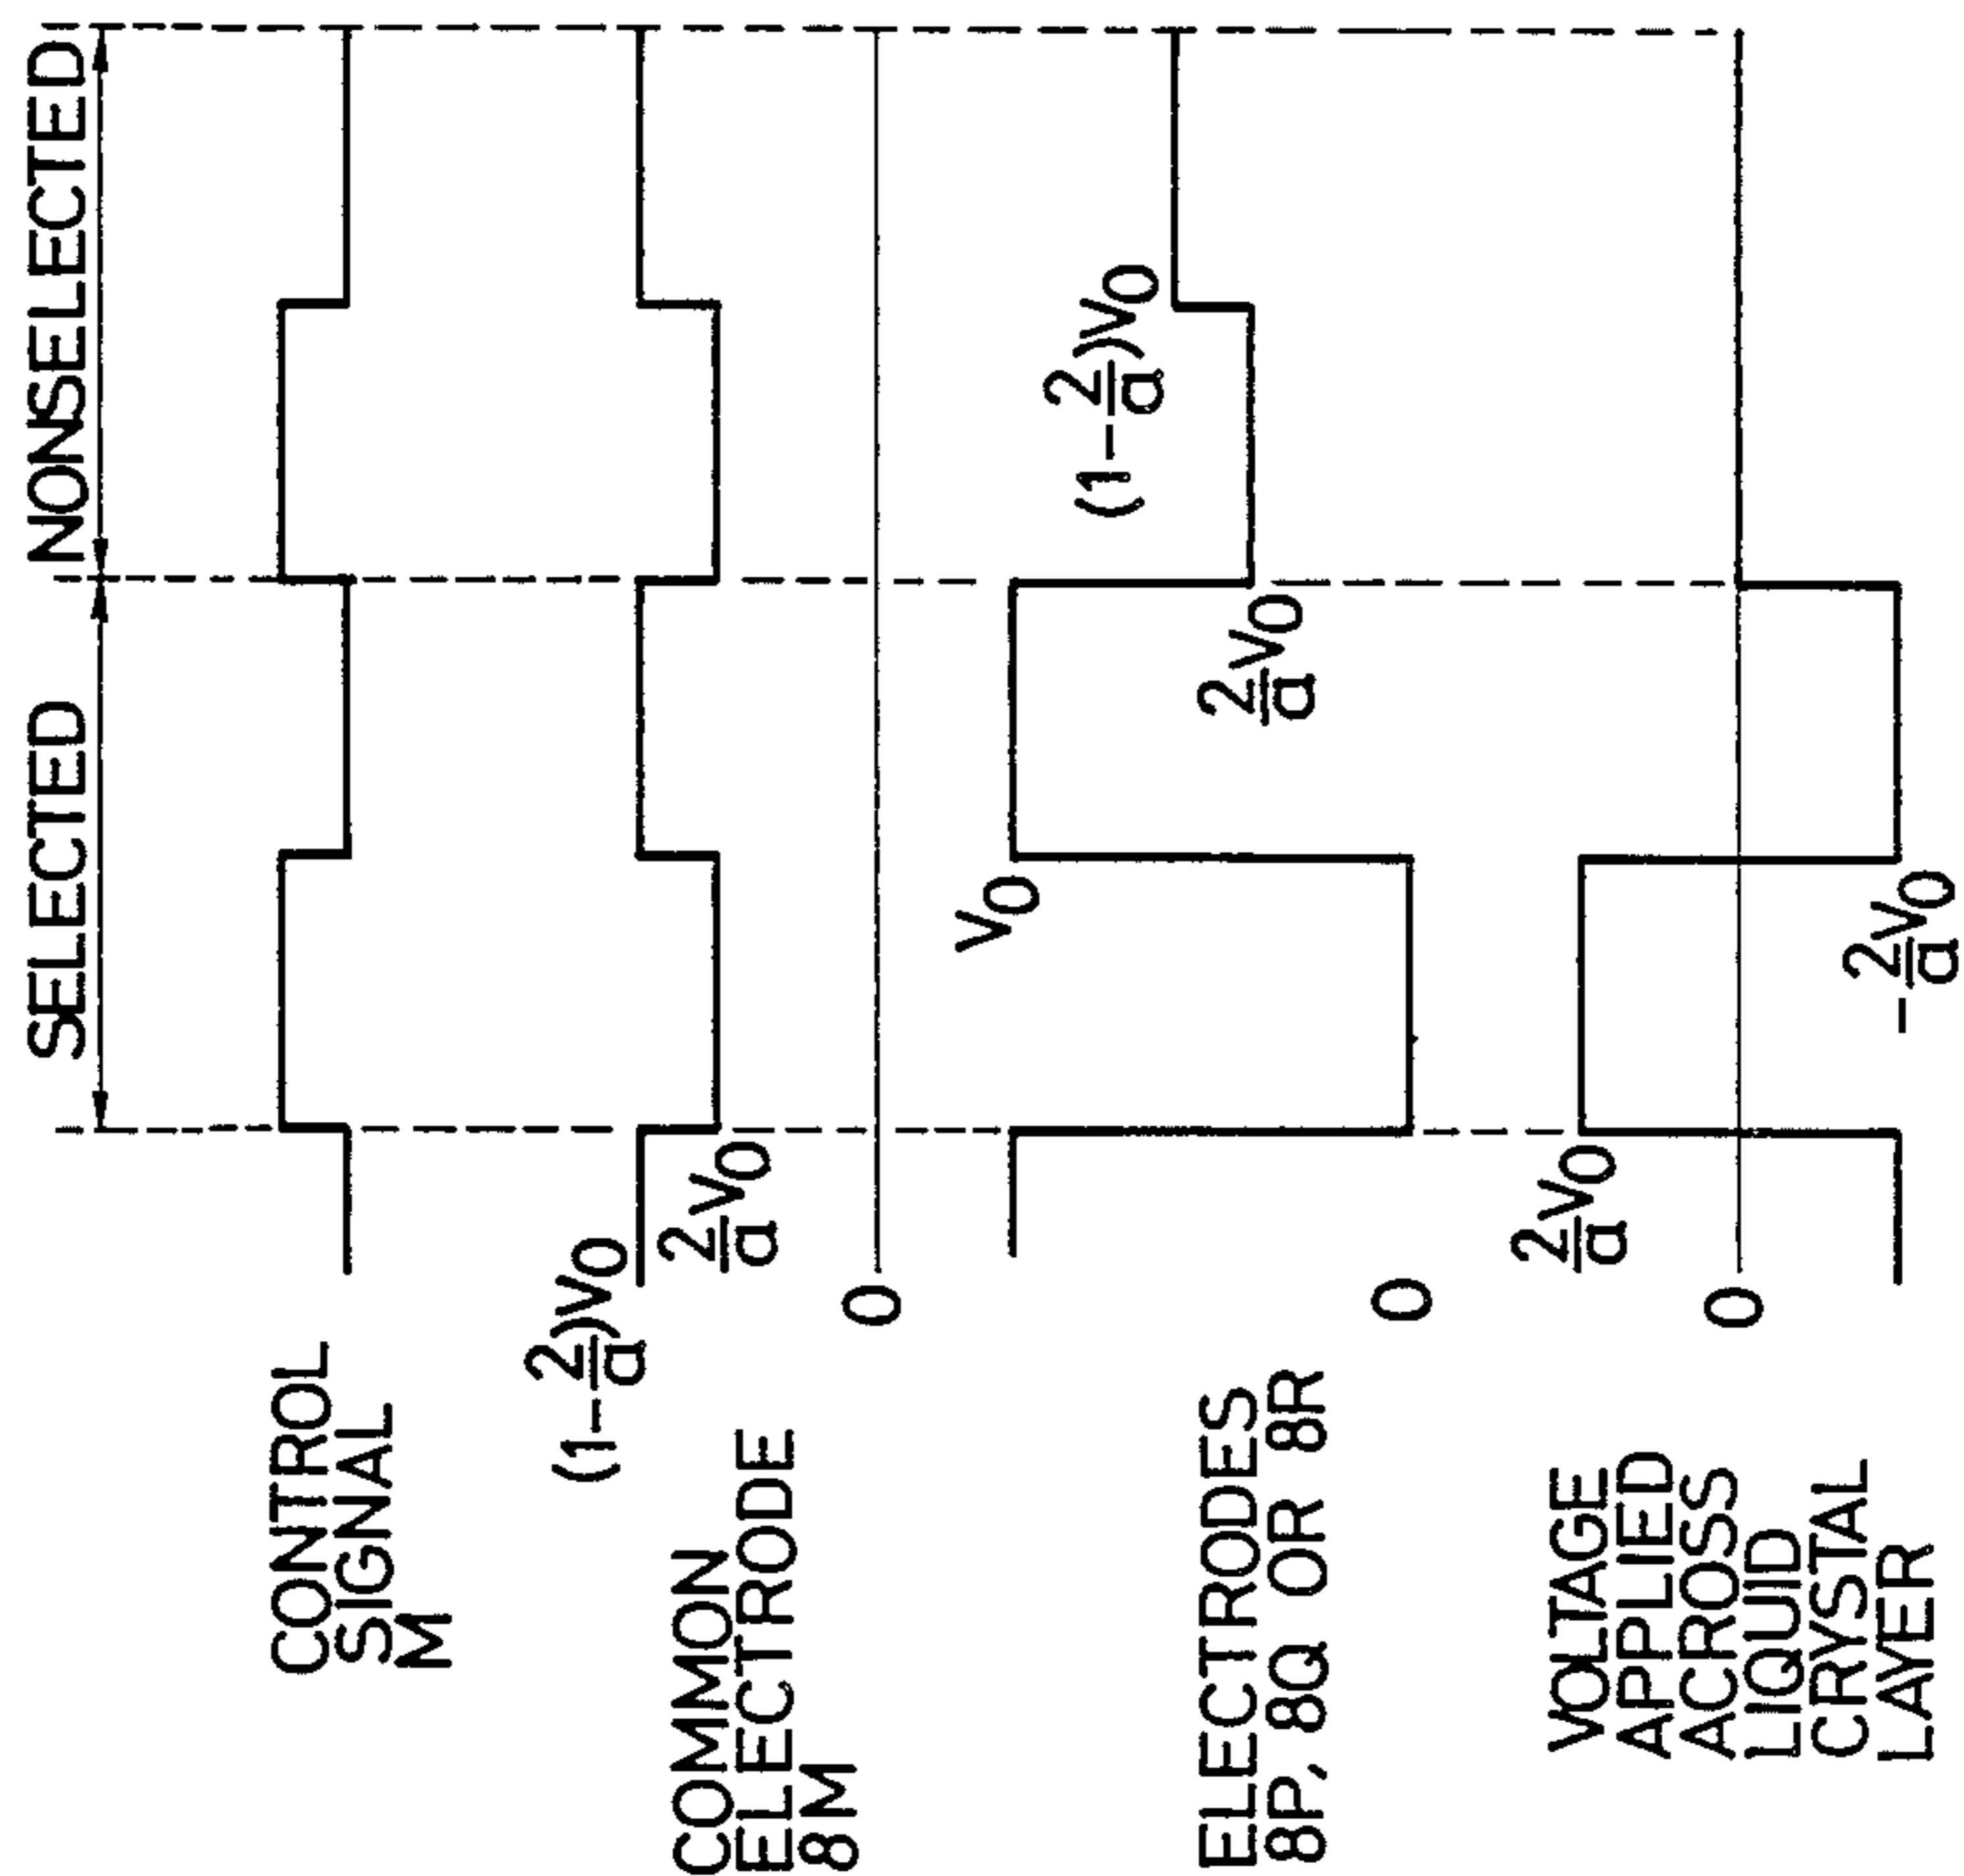 SELECTED
NONSELECTED
CONTROL
SIGNAL
M
(1-2/a)V0
2/a V0
COMMON
ELECTRODE
8M
0
V0
(1-2/a)V0
2/a V0
ELECTRODES
8P, 8Q OR 8R
0
2/a V0
VOLTAGE
APPLIED
ACROSS
LIQUID
CRYSTAL
LAYER
0
-2/a V0